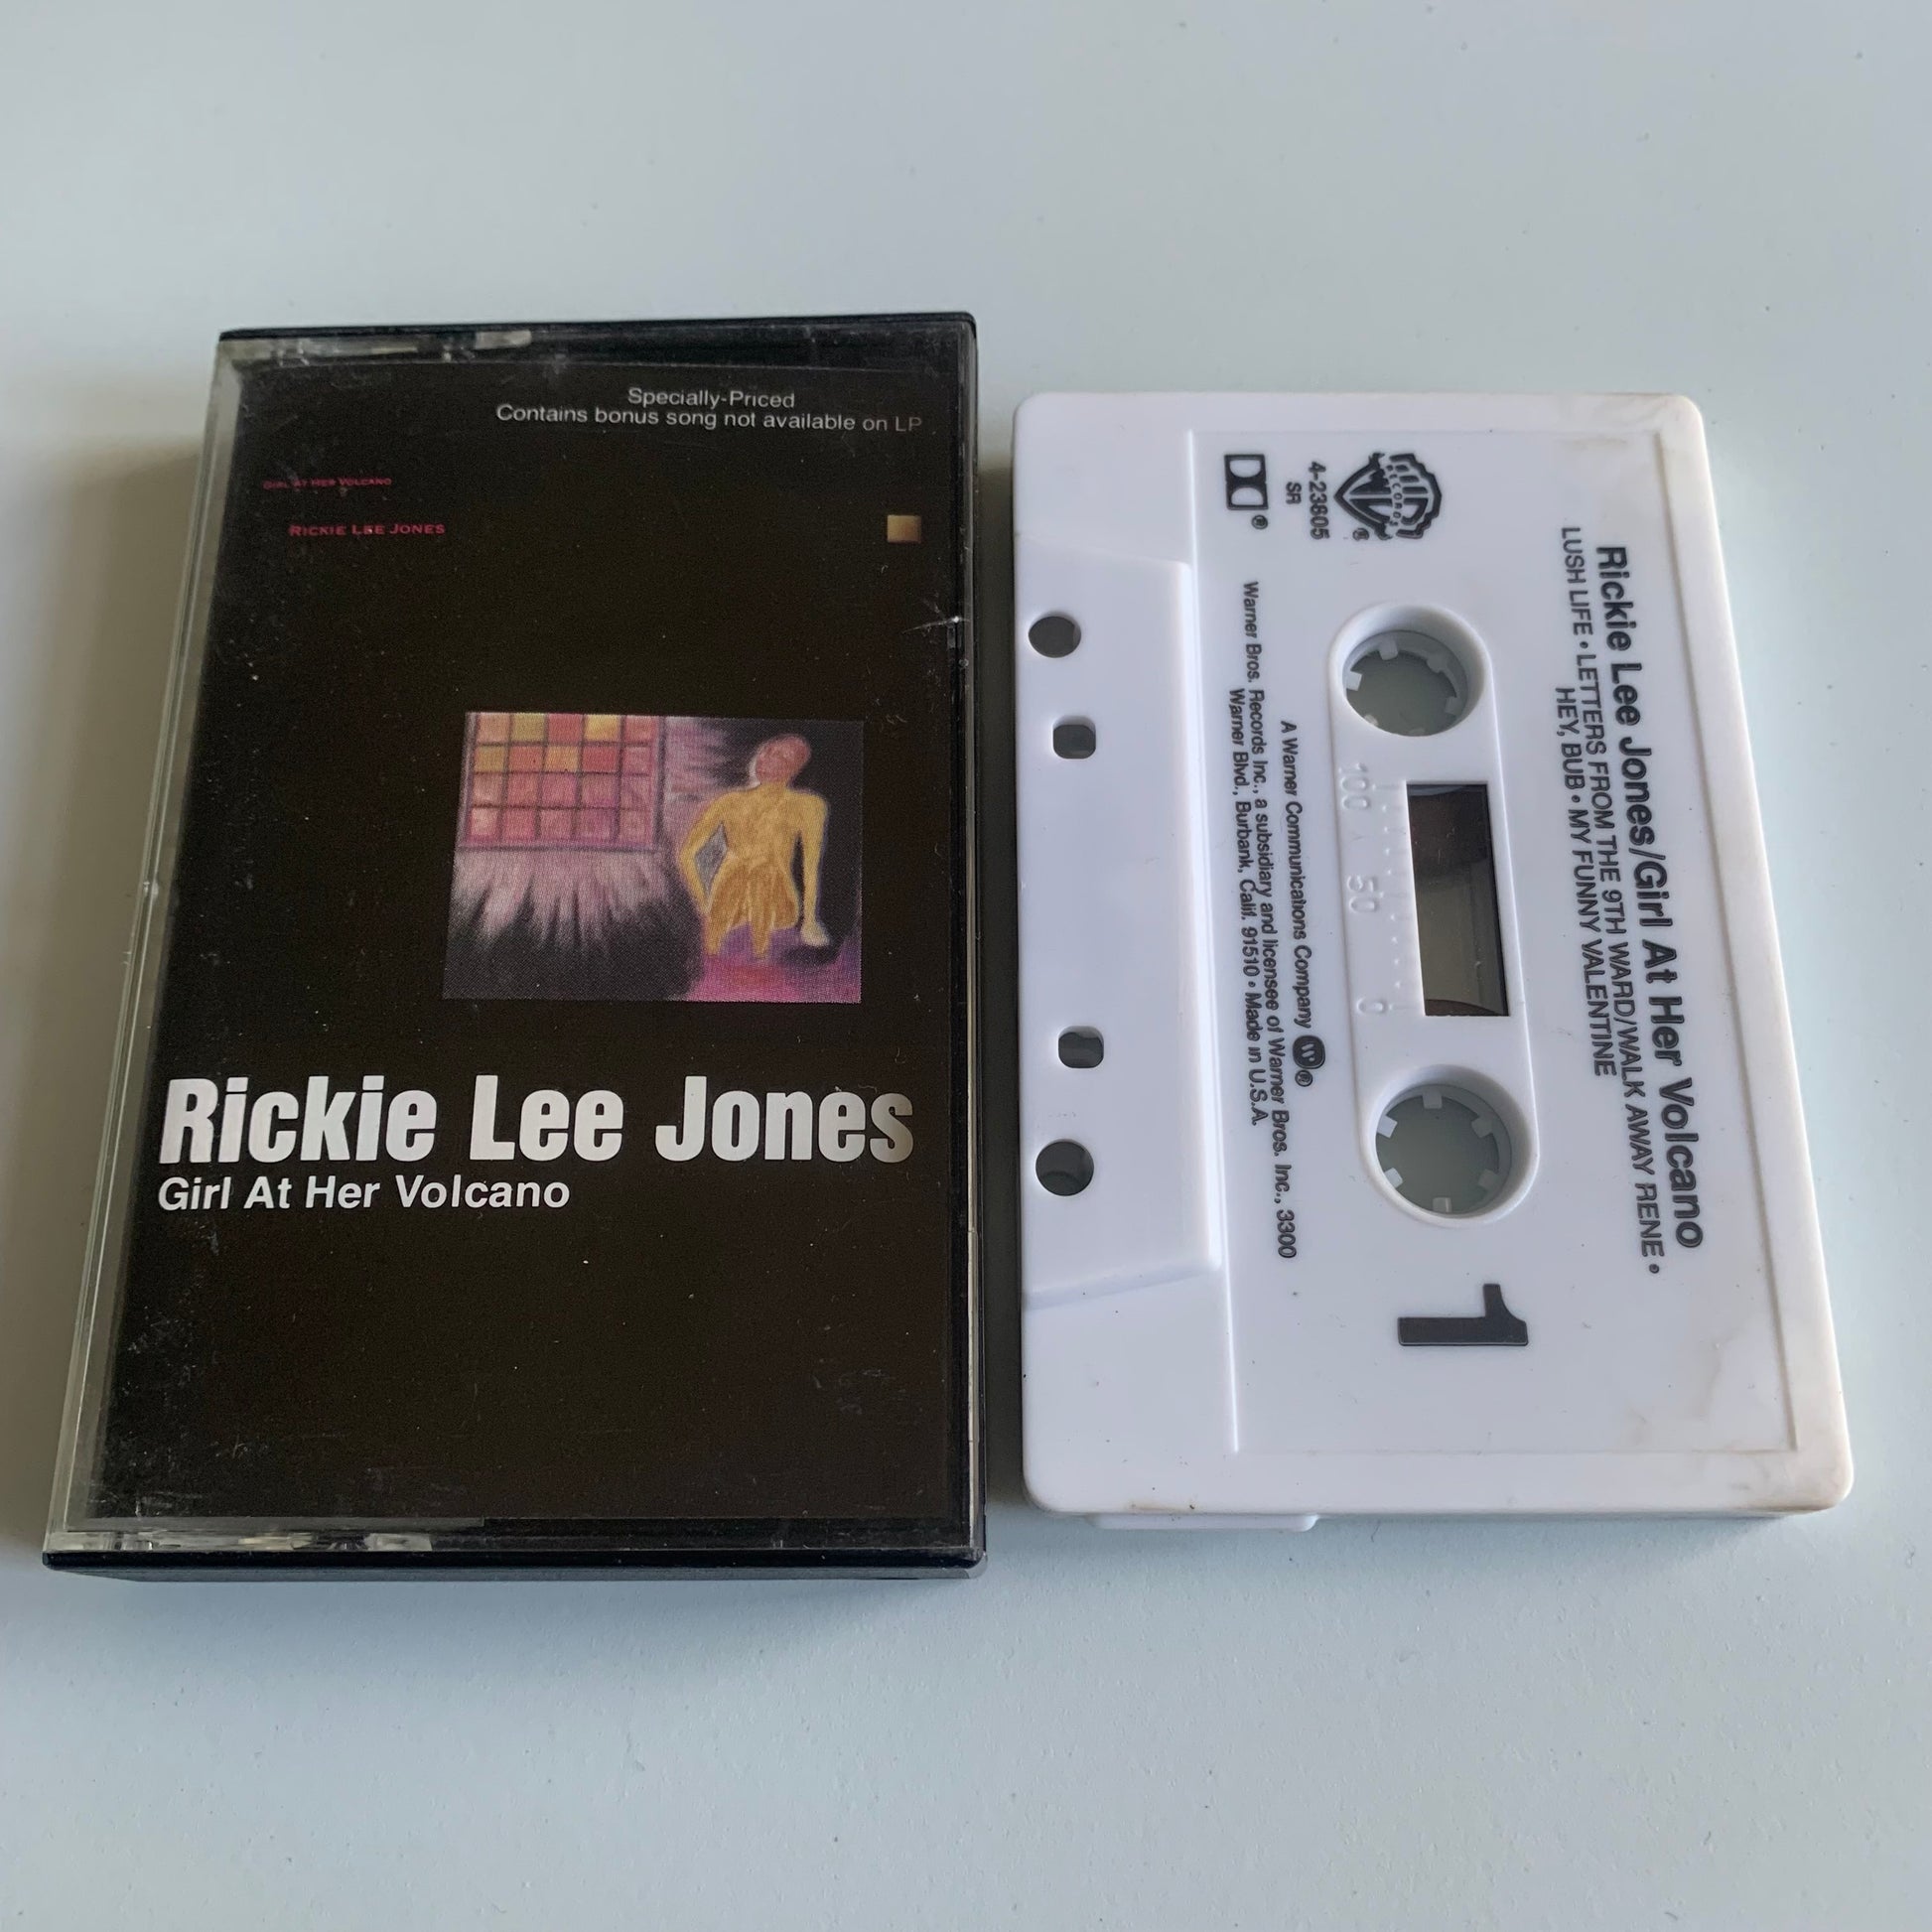 Specially-Priced
Contains bonus song not available on LP
GIRL AT HER VOLCANO
RICKIE LEE JONES
Rickie Lee Jones
Girl At Her Volcano
Rickie Lee Jones/Girl At Her Volcano
LUSH LIFE • LETTERS FROM THE 9TH WARD/WALK AWAY RENE •
HEY, BUB • MY FUNNY VALENTINE
RECORDS
®
4-23805
SR
®
1
100 50 0
A Warner Communications Company ®
Warner Bros. Records Inc., a subsidiary and licensee of Warner Bros. Inc., 3300
Warner Blvd., Burbank, Calif. 91510 • Made in U.S.A.